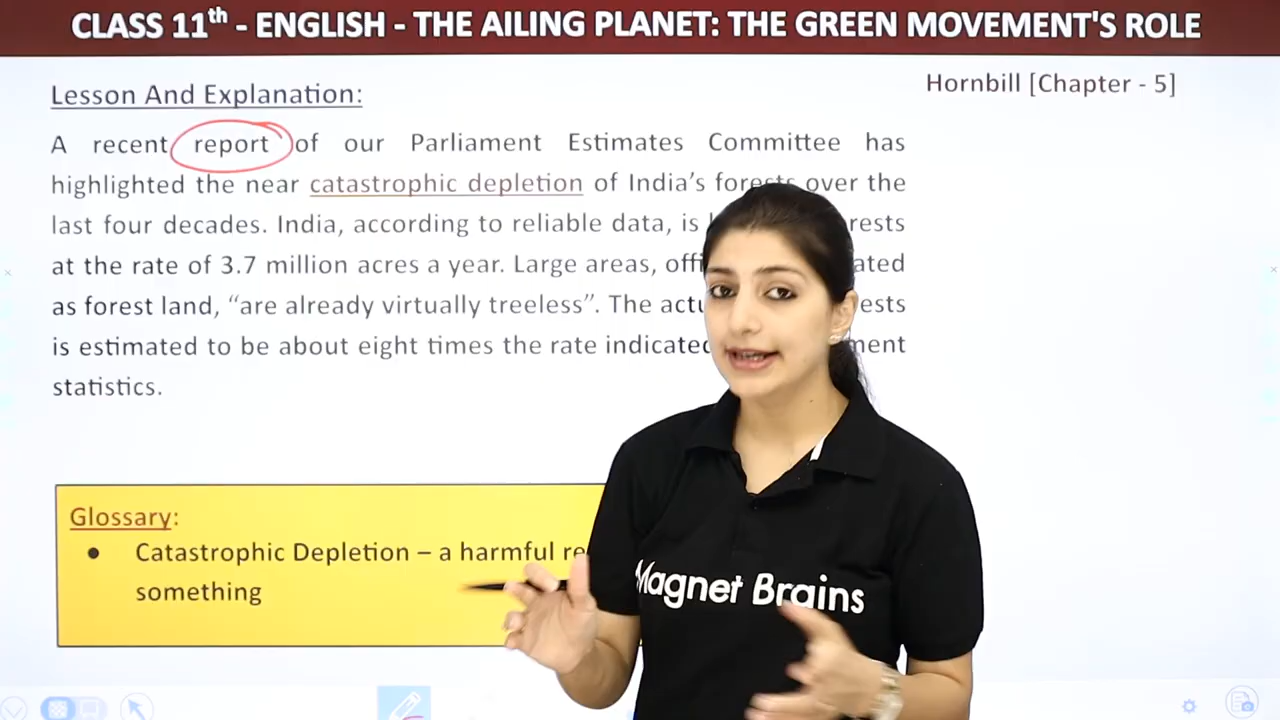 CLASS 11th - ENGLISH - THE AILING PLANET: THE GREEN MOVEMENT'S ROLE
Lesson And Explanation:
Hornbill [Chapter - 5]
A recent report of our Parliament Estimates Committee has
highlighted the near catastrophic depletion of India’s forests over the
last four decades. India, according to reliable data, is
at the rate of 3.7 million acres a year. Large areas,
as forest land, “are already virtually treeless”. The
is estimated to be about eight times the rate indicated
statistics.
Glossary:
● Catastrophic Depletion – a harmful
something
Magnet Brains